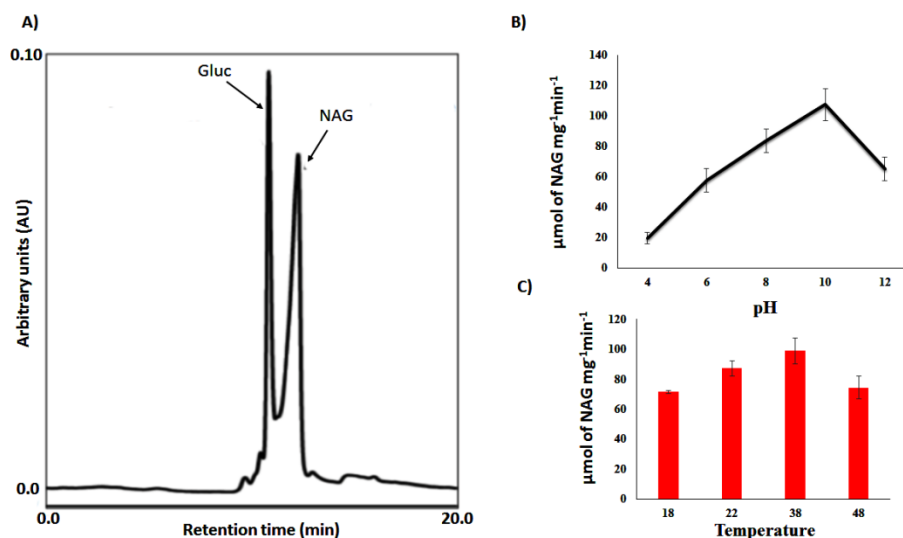 A)
0.10
Gluc
NAG
Arbitrary units (AU)
0.0
0.0
20.0
Retention time (min)
B)
140
120
100
80
60
40
20
0
4
6
8
10
12
µmol of NAG mg⁻¹min⁻¹
pH
C)
120
100
80
60
40
20
0
18
22
38
48
µmol of NAG mg⁻¹min⁻¹
Temperature